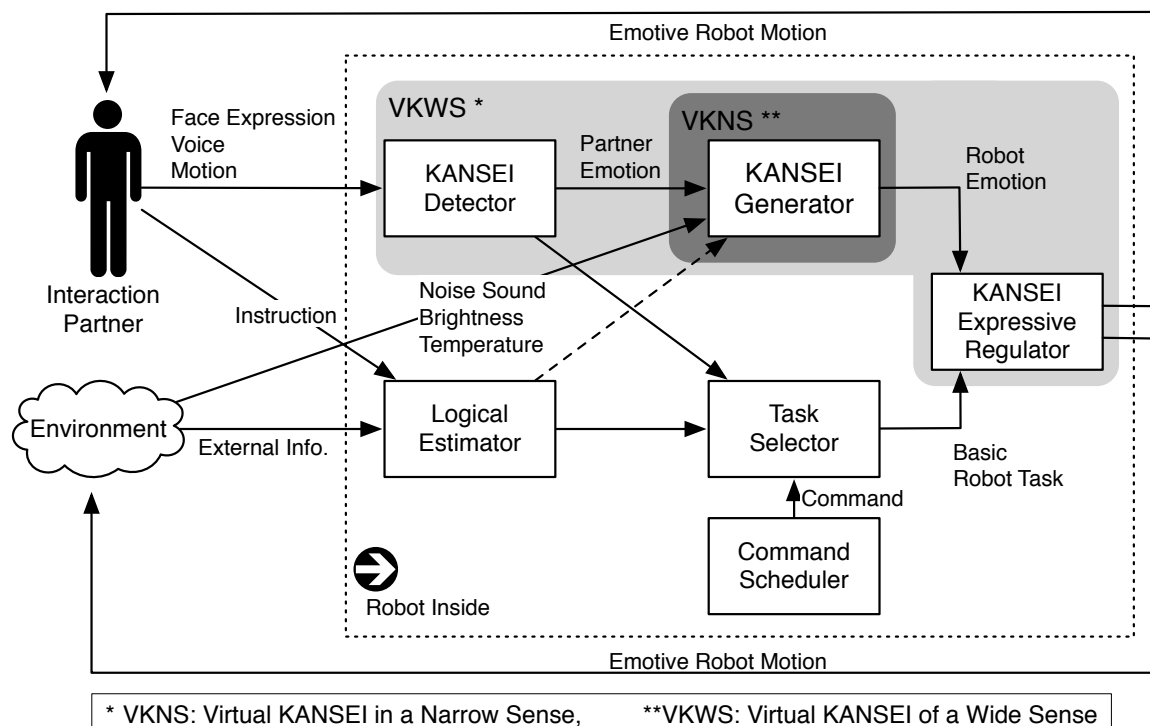 Emotive Robot Motion
VKWS *
VKNS **
Face Expression
Voice
Motion
KANSEI
Detector
Partner
Emotion
KANSEI
Generator
Robot
Emotion
Interaction
Partner
Instruction
Noise Sound
Brightness
Temperature
KANSEI
Expressive
Regulator
Environment
External Info.
Logical
Estimator
Task
Selector
Basic
Robot Task
Command
Command
Scheduler
Robot Inside
Emotive Robot Motion
* VKNS: Virtual KANSEI in a Narrow Sense, **VKWS: Virtual KANSEI of a Wide Sense